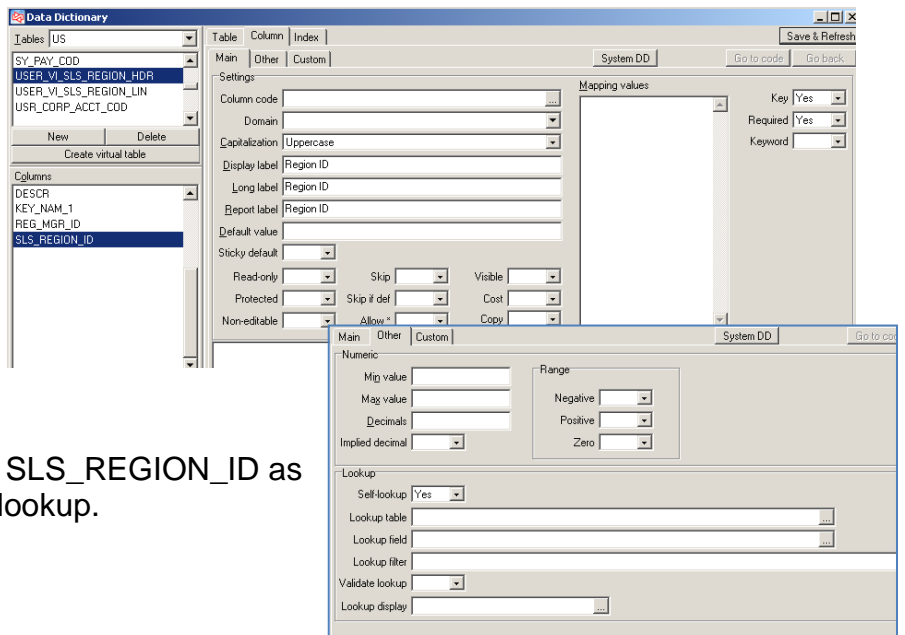 Data Dictionary
Tables US
SY_PAY_COD
USER_VI_SLS_REGION_HDR
USER_VI_SLS_REGION_LIN
USR_CORP_ACCT_COD
New Delete
Create virtual table
Columns
DESCR
KEY_NAM_1
REG_MGR_ID
SLS_REGION_ID
Table Column Index
Save & Refresh
Main Other Custom
System DD
Go to code Go back
Settings
Column code ...
Domain
Capitalization Uppercase
Display label Region ID
Long label Region ID
Report label Region ID
Default value
Sticky default
Read-only Skip Visible
Protected Skip if def Cost
Non-editable Allow * Copy
Mapping values
Key Yes
Required Yes
Keyword
Main Other Custom
System DD
Go to cod
Numeric
Min value
Max value
Decimals
Implied decimal
Range
Negative
Positive
Zero
Lookup
Self-lookup Yes
Lookup table ...
Lookup field ...
Lookup filter
Validate lookup
Lookup display ...
SLS_REGION_ID as
lookup.